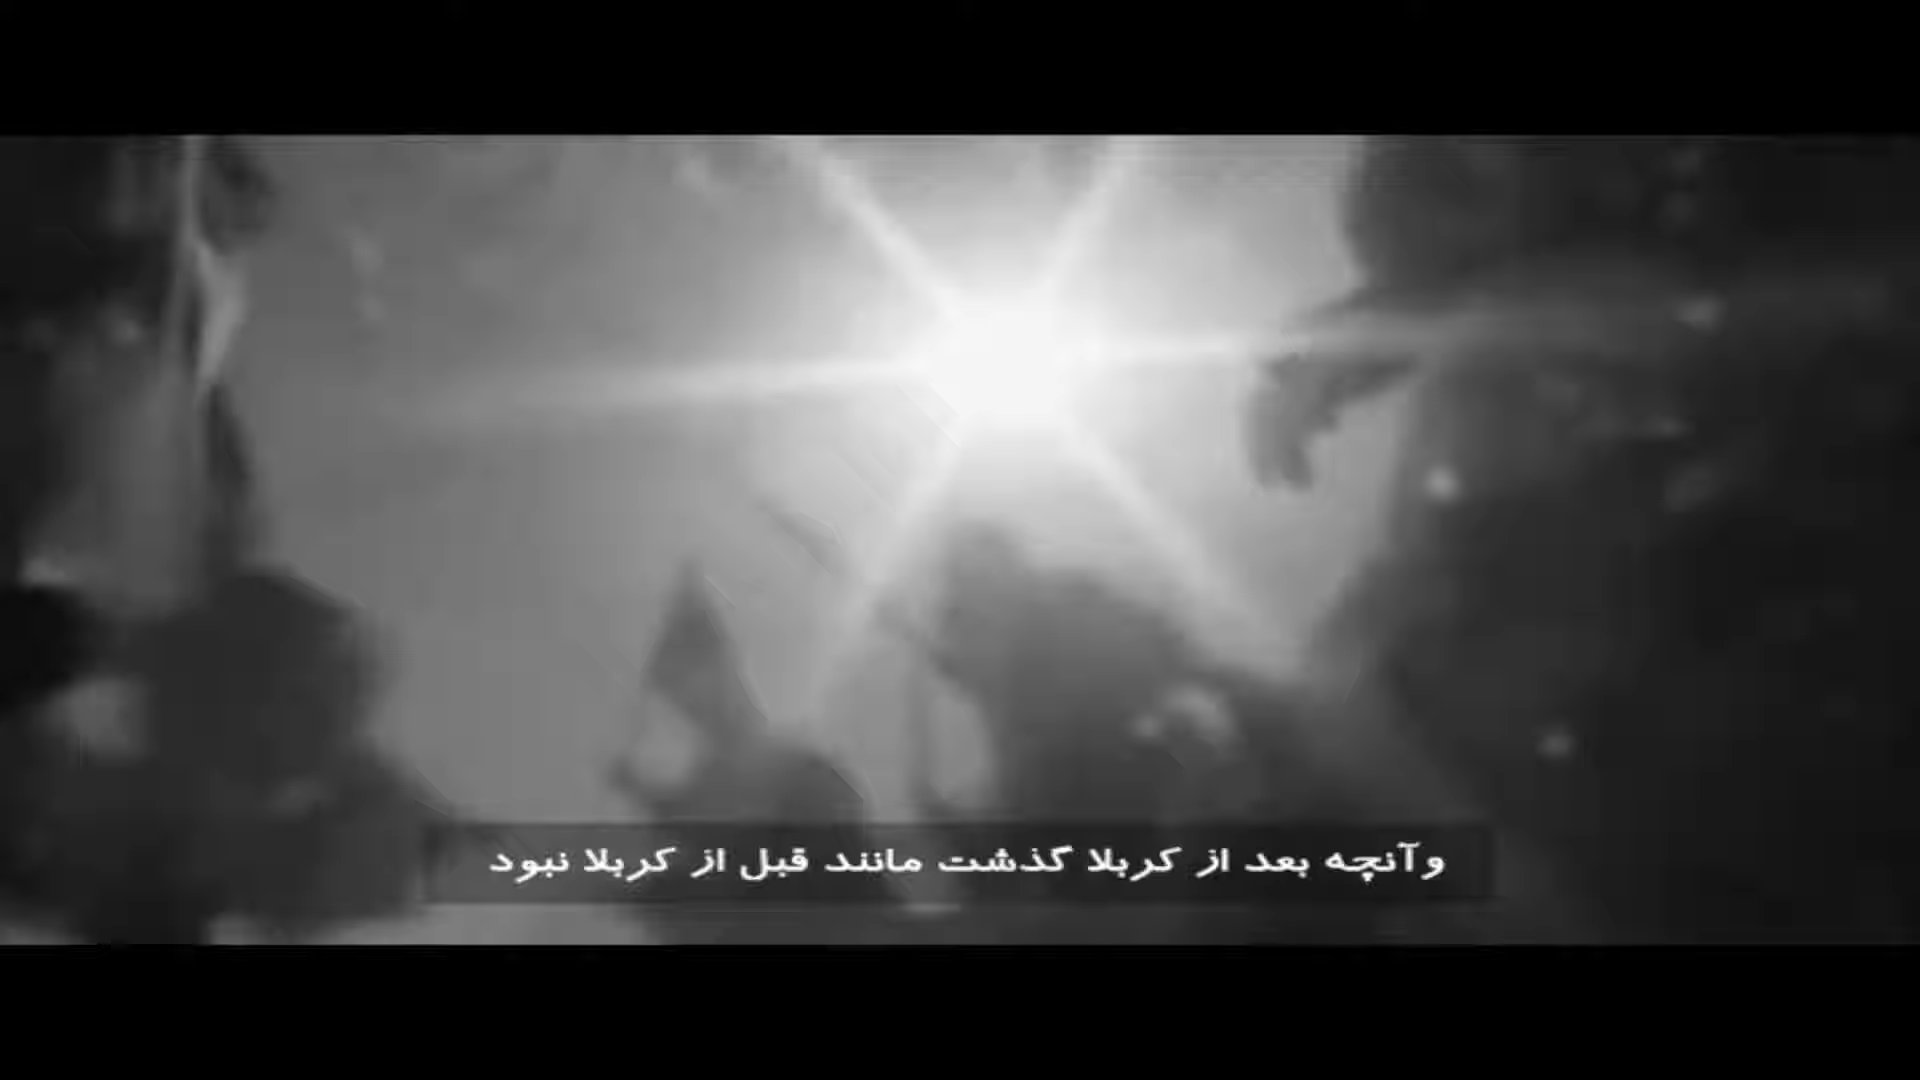 وآنچه بعد از کربلا گذشت مانند قبل از کربلا نبود